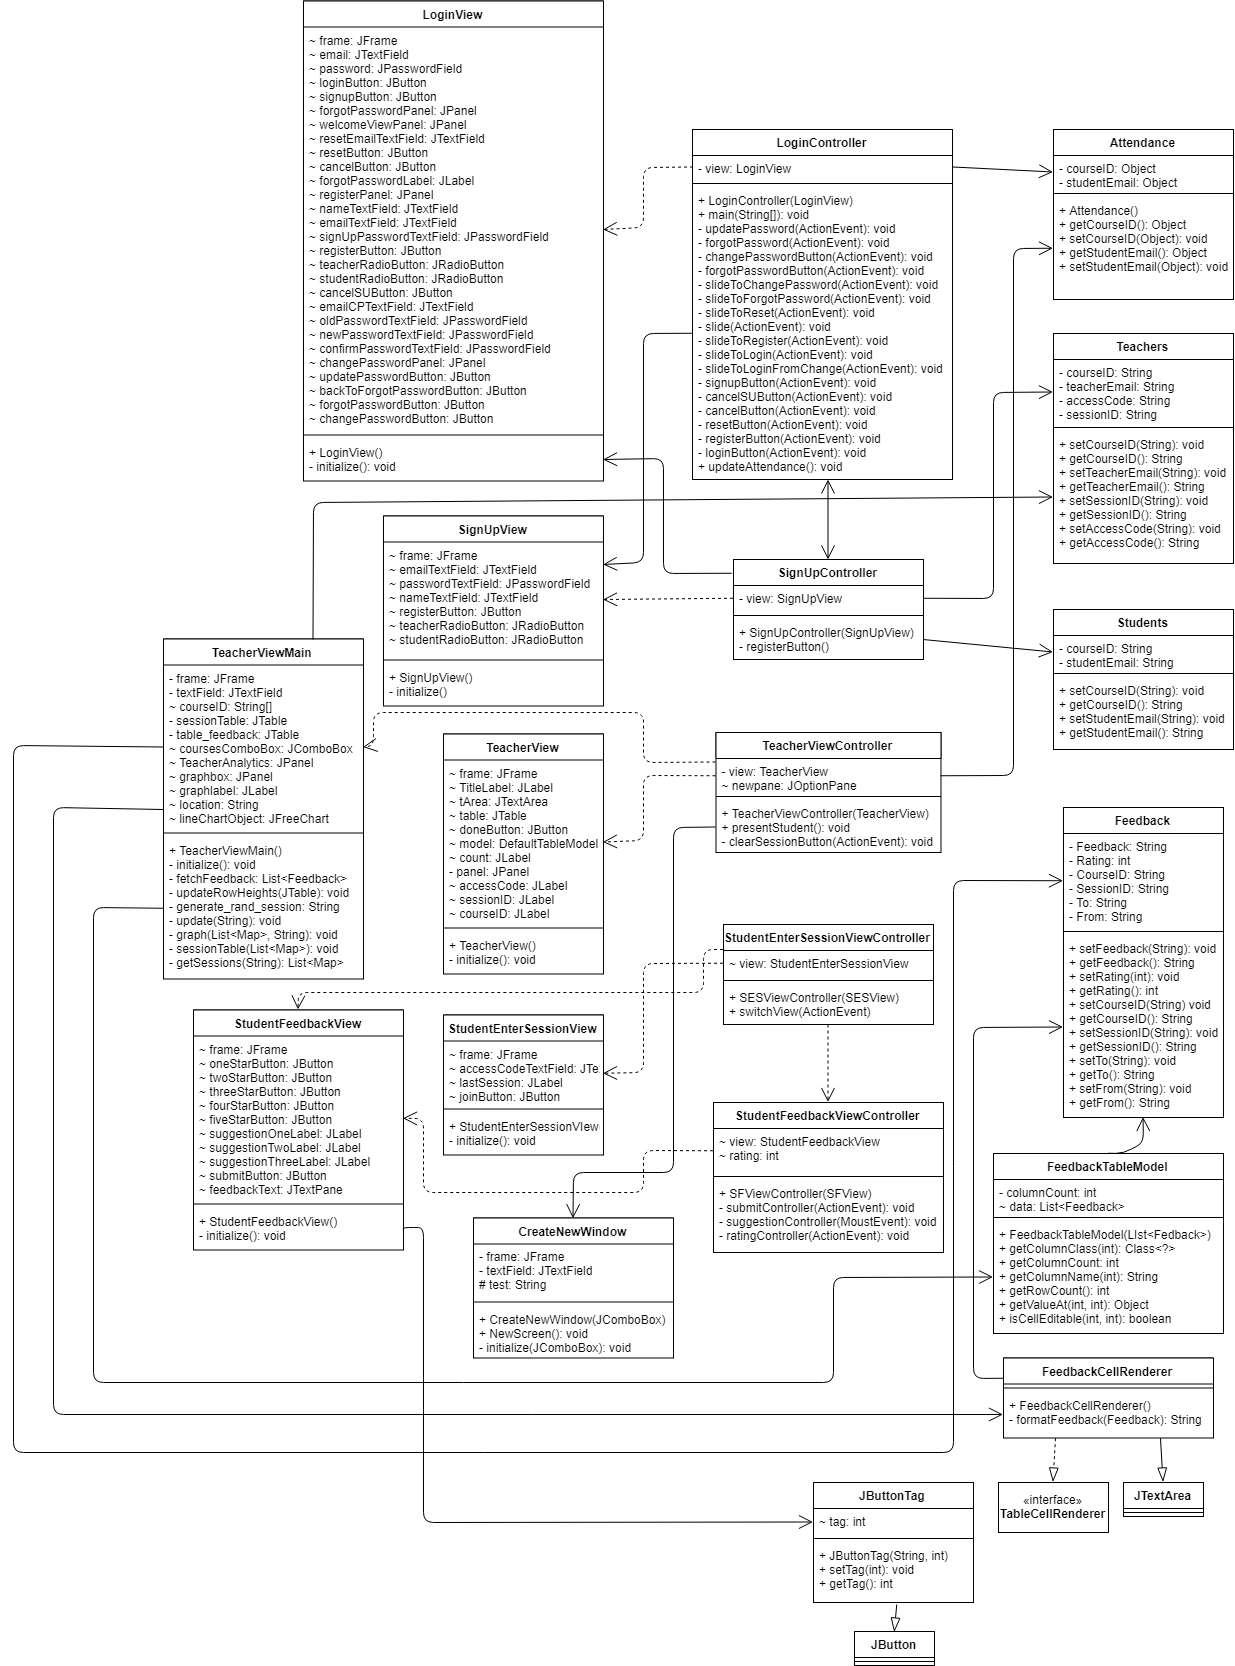 LoginView
~ frame: JFrame
~ email: JTextField
~ password: JPasswordField
~ loginButton: JButton
~ signupButton: JButton
~ forgotPasswordPanel: JPanel
~ welcomeViewPanel: JPanel
~ resetEmailTextField: JTextField
~ resetButton: JButton
~ cancelButton: JButton
~ forgotPasswordLabel: JLabel
~ registerPanel: JPanel
~ nameTextField: JTextField
~ emailTextField: JTextField
~ signUpPasswordTextField: JPasswordField
~ registerButton: JButton
~ teacherRadioButton: JRadioButton
~ studentRadioButton: JRadioButton
~ cancelSUButton: JButton
~ emailCPTextField: JTextField
~ oldPasswordTextField: JPasswordField
~ newPasswordTextField: JPasswordField
~ confirmPasswordTextField: JPasswordField
~ changePasswordPanel: JPanel
~ updatePasswordButton: JButton
~ backToForgotPasswordButton: JButton
~ forgotPasswordButton: JButton
~ changePasswordButton: JButton
+ LoginView()
- initialize(): void
LoginController
- view: LoginView
+ LoginController(LoginView)
+ main(String[]): void
- updatePassword(ActionEvent): void
- forgotPassword(ActionEvent): void
- changePasswordButton(ActionEvent): void
- forgotPasswordButton(ActionEvent): void
- slideToChangePassword(ActionEvent): void
- slideToForgotPassword(ActionEvent): void
- slideToReset(ActionEvent): void
- slide(ActionEvent): void
- slideToRegister(ActionEvent): void
- slideToLogin(ActionEvent): void
- slideToLoginFromChange(ActionEvent): void
- signupButton(ActionEvent): void
- cancelSUButton(ActionEvent): void
- cancelButton(ActionEvent): void
- resetButton(ActionEvent): void
- registerButton(ActionEvent): void
- loginButton(ActionEvent): void
+ updateAttendance(): void
Attendance
- courseID: Object
- studentEmail: Object
+ Attendance()
+ getCourseID(): Object
+ setCourseID(Object): void
+ getStudentEmail(): Object
+ setStudentEmail(Object): void
Teachers
- courseID: String
- teacherEmail: String
- accessCode: String
- sessionID: String
+ setCourseID(String): void
+ getCourseID(): String
+ setTeacherEmail(String): void
+ getTeacherEmail(): String
+ setSessionID(String): void
+ getSessionID(): String
+ setAccessCode(String): void
+ getAccessCode(): String
SignUpView
~ frame: JFrame
~ emailTextField: JTextField
~ passwordTextField: JPasswordField
~ nameTextField: JTextField
~ registerButton: JButton
~ teacherRadioButton: JRadioButton
~ studentRadioButton: JRadioButton
+ SignUpView()
- initialize()
SignUpController
- view: SignUpView
+ SignUpController(SignUpView)
- registerButton()
Students
- courseID: String
- studentEmail: String
+ setCourseID(String): void
+ getCourseID(): String
+ setStudentEmail(String): void
+ getStudentEmail(): String
TeacherViewMain
- frame: JFrame
- textField: JTextField
~ courseID: String[]
- sessionTable: JTable
- table_feedback: JTable
~ coursesComboBox: JComboBox
~ TeacherAnalytics: JPanel
~ graphbox: JPanel
~ graphlabel: JLabel
~ location: String
~ lineChartObject: JFreeChart
+ TeacherViewMain()
- initialize(): void
- fetchFeedback: List<Feedback>
- updateRowHeights(JTable): void
- generate_rand_session: String
- update(String): void
- graph(List<Map>, String): void
- sessionTable(List<Map>): void
- getSessions(String): List<Map>
TeacherView
~ frame: JFrame
~ TitleLabel: JLabel
~ tArea: JTextArea
~ table: JTable
~ doneButton: JButton
~ model: DefaultTableModel
~ count: JLabel
- panel: JPanel
~ accessCode: JLabel
~ sessionID: JLabel
~ courseID: JLabel
+ TeacherView()
- initialize(): void
TeacherViewController
- view: TeacherView
~ newpane: JOptionPane
+ TeacherViewController(TeacherView)
+ presentStudent(): void
- clearSessionButton(ActionEvent): void
Feedback
- Feedback: String
- Rating: int
- CourseID: String
- SessionID: String
- To: String
- From: String
+ setFeedback(String): void
+ getFeedback(): String
+ setRating(int): void
+ getRating(): int
+ setCourseID(String) void
+ getCourseID(): String
+ setSessionID(String): void
+ getSessionID(): String
+ setTo(String): void
+ getTo(): String
+ setFrom(String): void
+ getFrom(): String
StudentEnterSessionViewController
~ view: StudentEnterSessionView
+ SESViewController(SESView)
+ switchView(ActionEvent)
StudentFeedbackView
~ frame: JFrame
~ oneStarButton: JButton
~ twoStarButton: JButton
~ threeStarButton: JButton
~ fourStarButton: JButton
~ fiveStarButton: JButton
~ suggestionOneLabel: JLabel
~ suggestionTwoLabel: JLabel
~ suggestionThreeLabel: JLabel
~ submitButton: JButton
~ feedbackText: JTextPane
+ StudentFeedbackView()
- initialize(): void
StudentEnterSessionView
~ frame: JFrame
~ accessCodeTextField: JTe
~ lastSession: JLabel
~ joinButton: JButton
+ StudentEnterSessionView
- initialize(): void
StudentFeedbackViewController
~ view: StudentFeedbackView
~ rating: int
+ SFViewController(SFView)
- submitController(ActionEvent): void
- suggestionController(MoustEvent): void
- ratingController(ActionEvent): void
FeedbackTableModel
- columnCount: int
~ data: List<Feedback>
+ FeedbackTableModel(LIst<Fedback>)
+ getColumnClass(int): Class<?>
+ getColumnCount: int
+ getColumnName(int): String
+ getRowCount(): int
+ getValueAt(int, int): Object
+ isCellEditable(int, int): boolean
CreateNewWindow
- frame: JFrame
- textField: JTextField
# test: String
+ CreateNewWindow(JComboBox)
+ NewScreen(): void
- initialize(JComboBox): void
FeedbackCellRenderer
+ FeedbackCellRenderer()
- formatFeedback(Feedback): String
«interface»
TableCellRenderer
JTextArea
JButtonTag
~ tag: int
+ JButtonTag(String, int)
+ setTag(int): void
+ getTag(): int
JButton